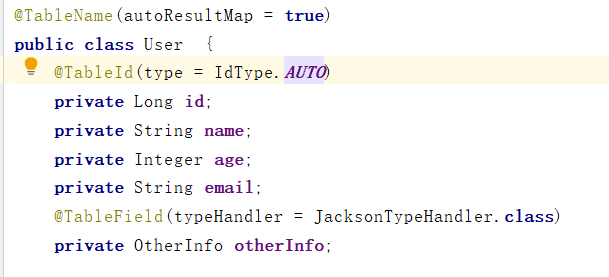 @TableName(autoResultMap = true)
public class User  {
    @TableId(type = IdType.AUTO)
    private Long id;
    private String name;
    private Integer age;
    private String email;
    @TableField(typeHandler = JacksonTypeHandler.class)
    private OtherInfo otherInfo;